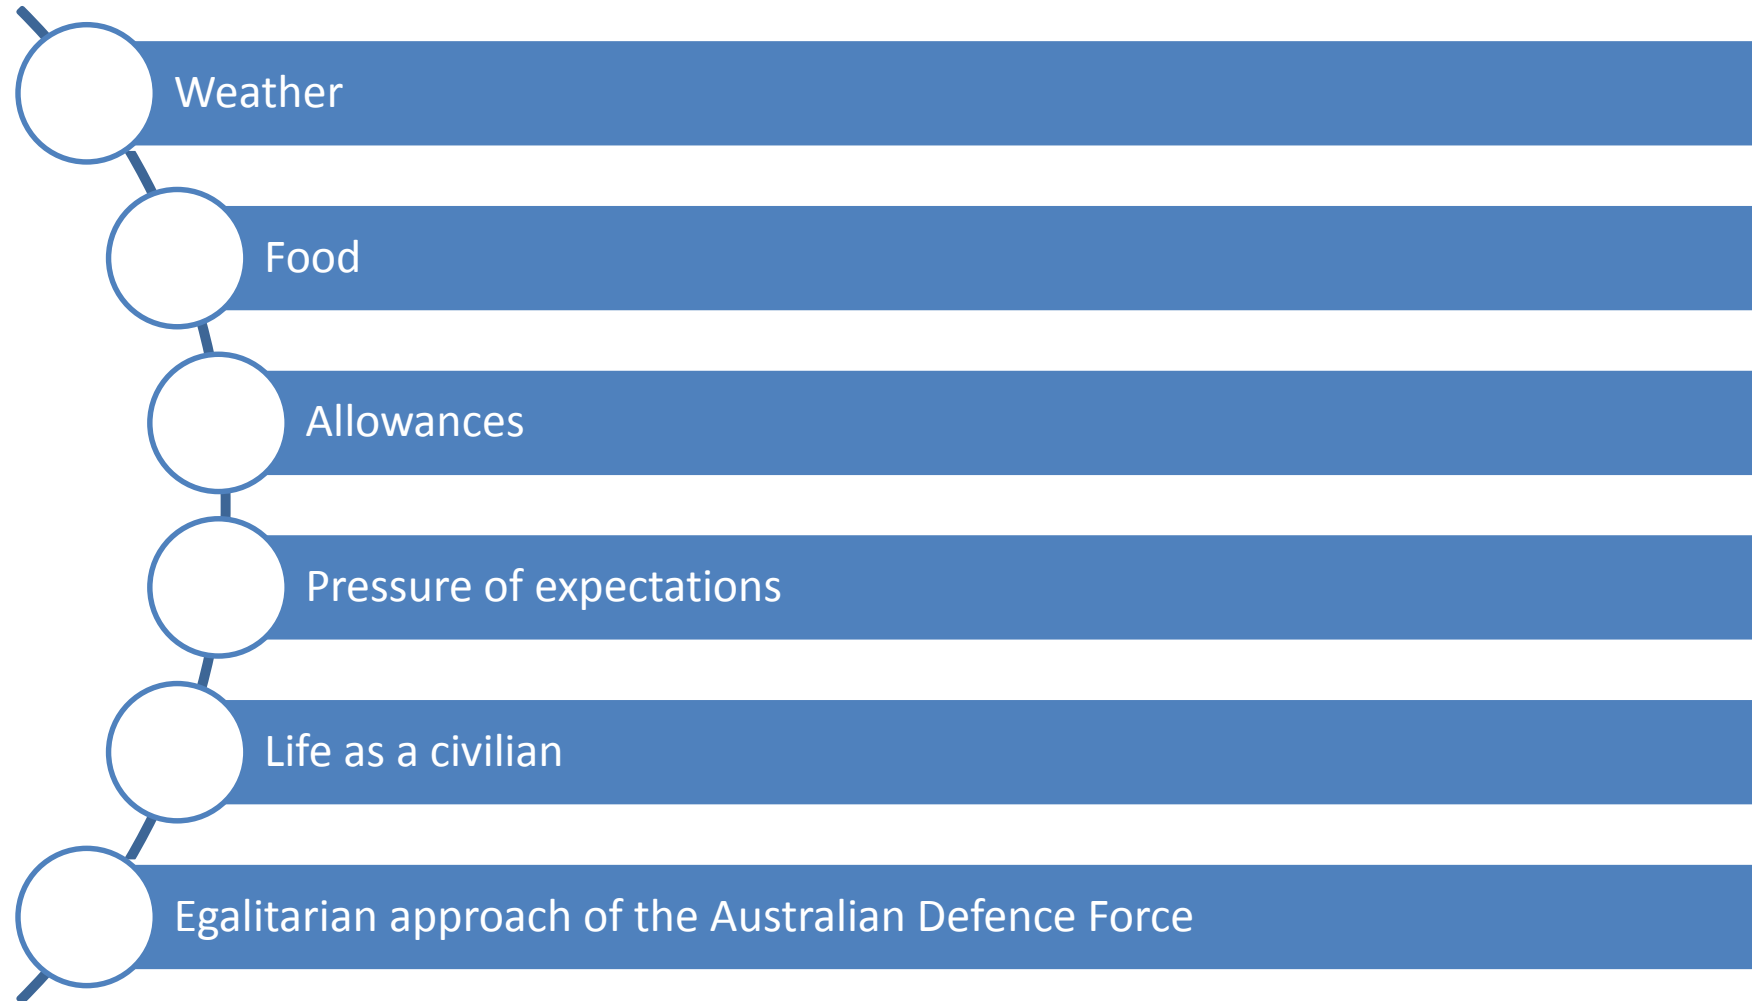 Weather
Food
Allowances
Pressure of expectations
Life as a civilian
Egalitarian approach of the Australian Defence Force